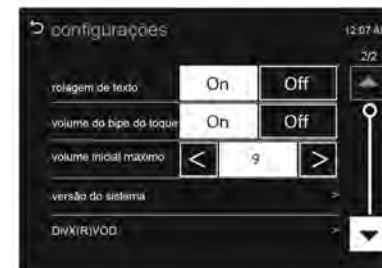 configurações
12:07 AM
2/2
rolagem de texto On Off
volume do bipe do toque On Off
volume inicial máximo < 9 >
versão do sistema >
DivX(R)VOD >